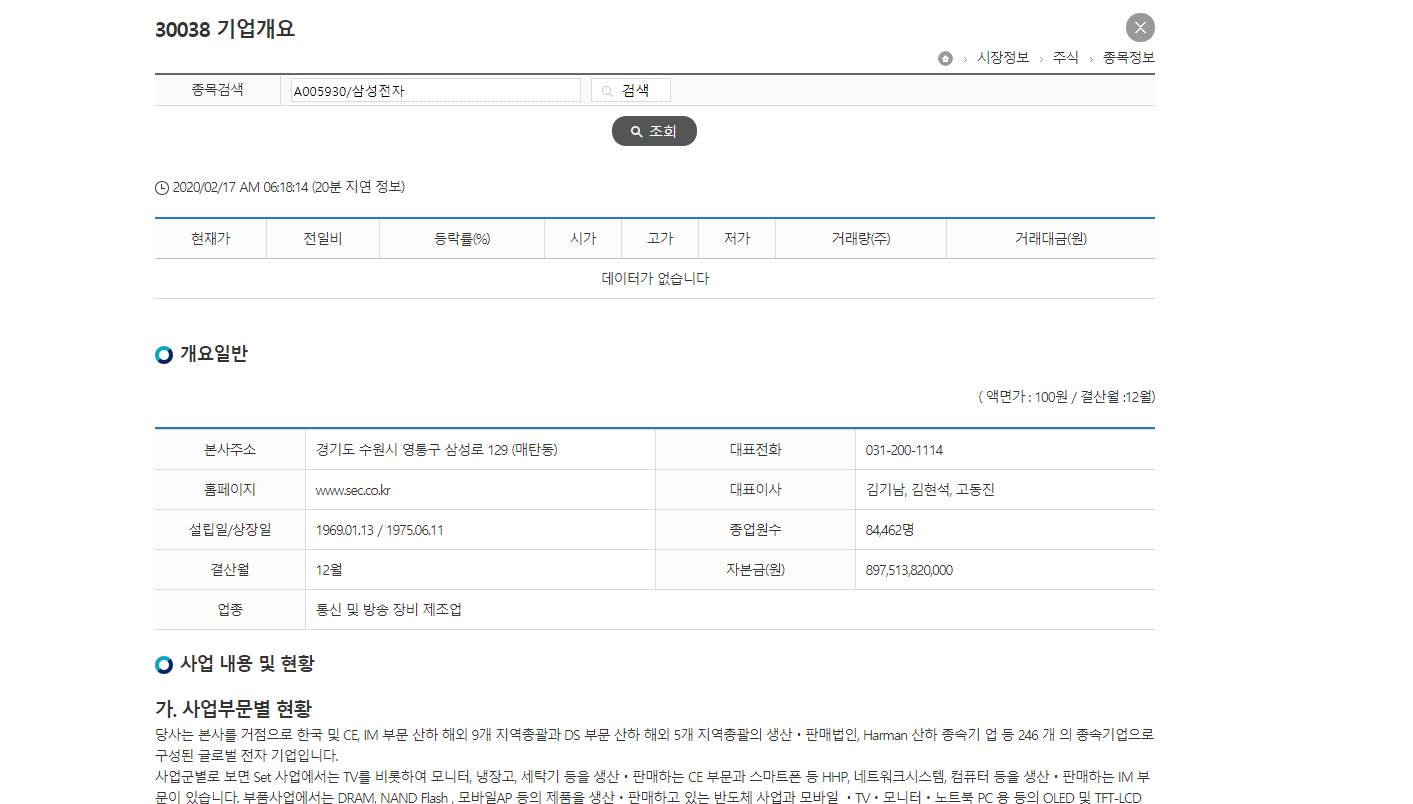 30038 기업개요
시장정보 › 주식 › 종목정보
종목검색 A005930/삼성전자 검색
조회
2020/02/17 AM 06:18:14 (20분 지연 정보)
현재가 전일비 등락률(%) 시가 고가 저가 거래량(주) 거래대금(원)
데이터가 없습니다
개요일반
( 액면가 : 100원 / 결산월 :12월)
본사주소 경기도 수원시 영통구 삼성로 129 (매탄동) 대표전화 031-200-1114
홈페이지 www.sec.co.kr 대표이사 김기남, 김현석, 고동진
설립일/상장일 1969.01.13 / 1975.06.11 종업원수 84,462명
결산월 12월 자본금(원) 897,513,820,000
업종 통신 및 방송 장비 제조업
사업 내용 및 현황
가. 사업부문별 현황
당사는 본사를 거점으로 한국 및 CE, IM 부문 산하 해외 9개 지역총괄과 DS 부문 산하 해외 5개 지역총괄의 생산·판매법인, Harman 산하 종속기 업 등 246 개 의 종속기업으로
구성된 글로벌 전자 기업입니다.
사업군별로 보면 Set 사업에서는 TV를 비롯하여 모니터, 냉장고, 세탁기 등을 생산·판매하는 CE 부문과 스마트폰 등 HHP, 네트워크시스템, 컴퓨터 등을 생산·판매하는 IM 부
문이 있습니다. 부품사업에서는 DRAM, NAND Flash , 모바일AP 등의 제품을 생산·판매하고 있는 반도체 사업과 모바일 ·TV·모니터·노트북 PC 용 등의 OLED 및 TFT-LCD